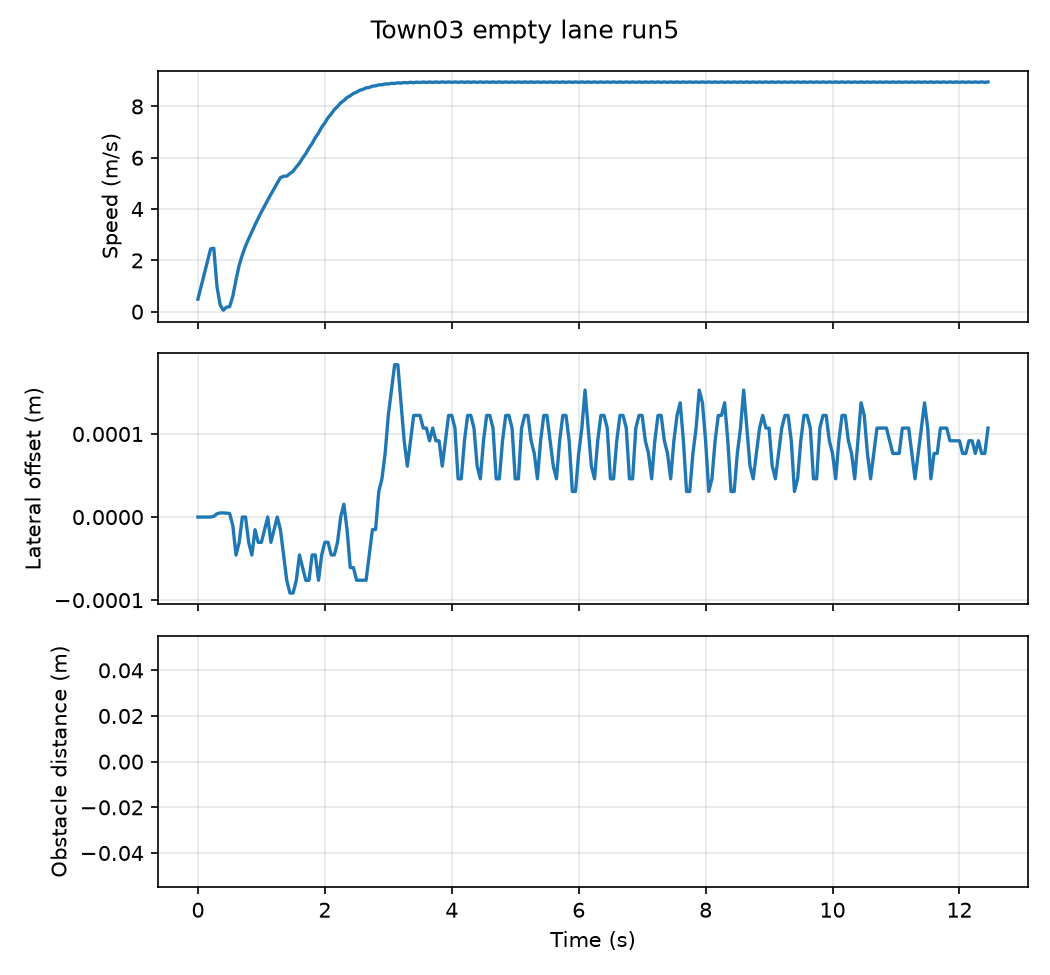 Town03 empty lane run5
8
6
4
2
0
Speed (m/s)
0.0001
0.0000
−0.0001
Lateral offset (m)
0.04
0.02
0.00
−0.02
−0.04
Obstacle distance (m)
0 2 4 6 8 10 12
Time (s)